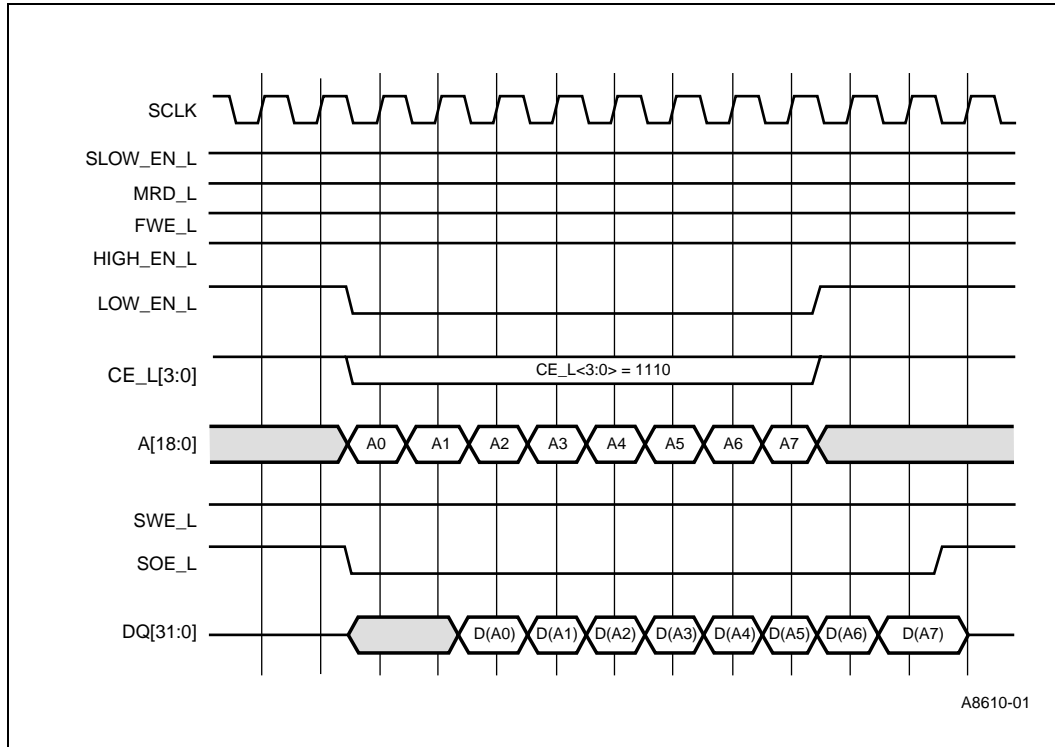 SCLK
SLOW_EN_L
MRD_L
FWE_L
HIGH_EN_L
LOW_EN_L
CE_L[3:0]
CE_L<3:0> = 1110
A[18:0]
A0 A1 A2 A3 A4 A5 A6 A7
SWE_L
SOE_L
DQ[31:0]
D(A0) D(A1) D(A2) D(A3) D(A4) D(A5) D(A6) D(A7)
A8610-01